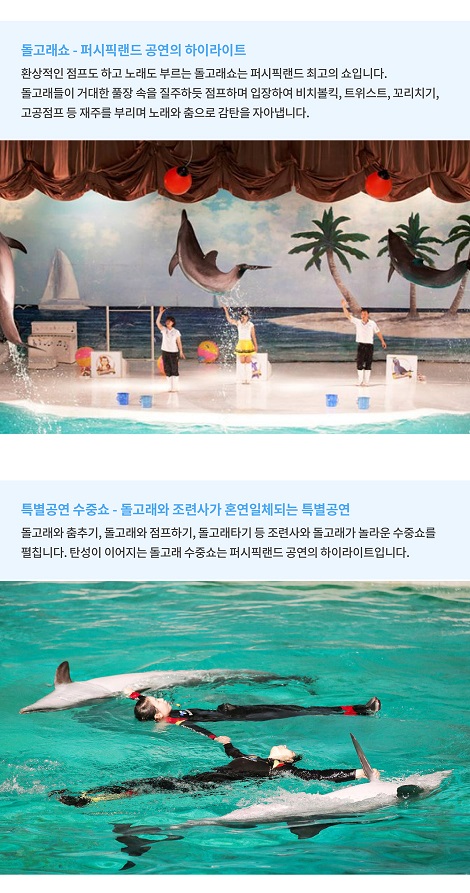 돌고래쇼 - 퍼시픽랜드 공연의 하이라이트
환상적인 점프도 하고 노래도 부르는 돌고래쇼는 퍼시픽랜드 최고의 쇼입니다.
돌고래들이 거대한 풀장 속을 질주하듯 점프하며 입장하여 비치볼킥, 트위스트, 꼬리치기,
고공점프 등 재주를 부리며 노래와 춤으로 감탄을 자아냅니다.
특별공연 수중쇼 - 돌고래와 조련사가 혼연일체되는 특별공연
돌고래와 춤추기, 돌고래와 점프하기, 돌고래타기 등 조련사와 돌고래가 놀라운 수중쇼를
펼칩니다. 탄성이 이어지는 돌고래 수중쇼는 퍼시픽랜드 공연의 하이라이트입니다.